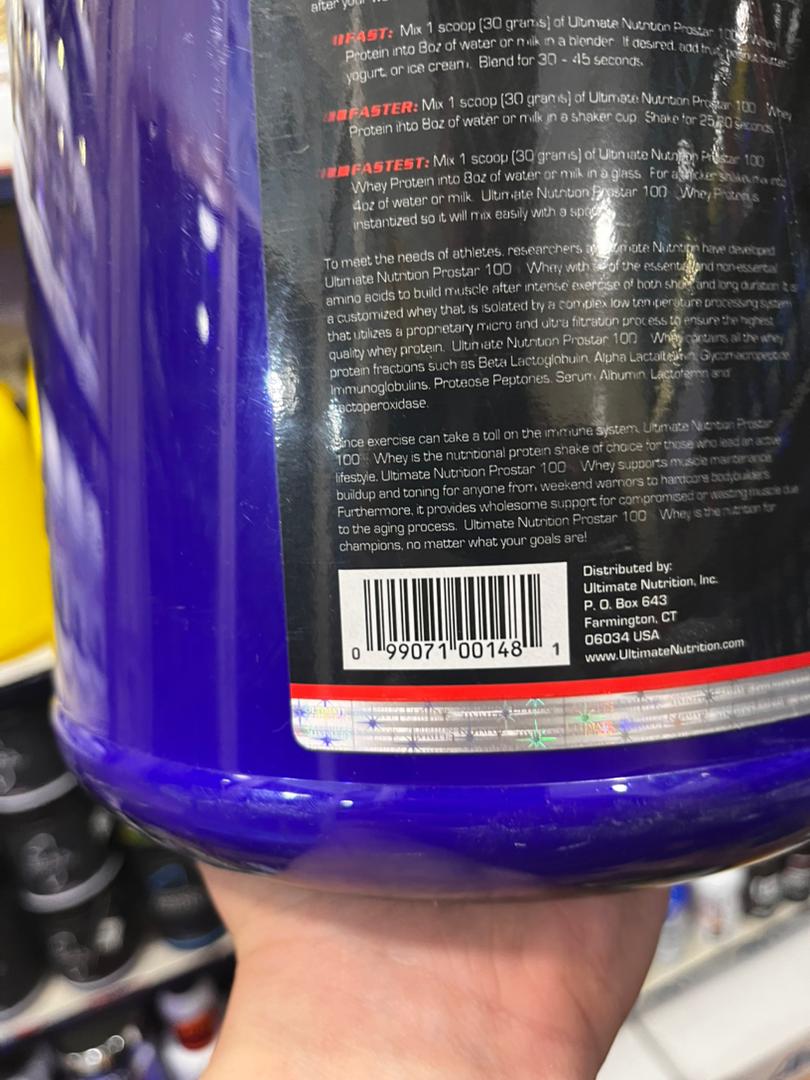 after your
FAST: Mix 1 scoop (30 grams) of Ultimate Nutrition Prostar 100 Whey
Protein into 8oz of water or milk in a blender. If desired, add fruit, peanut butter
yogurt, or ice cream. Blend for 30 - 45 seconds.
FASTER: Mix 1 scoop (30 grams) of Ultimate Nutrition Prostar 100 Whey
Protein into 8oz of water or milk in a shaker cup. Shake for 25-30 seconds.
FASTEST: Mix 1 scoop (30 grams) of Ultimate Nutrition Prostar 100
Whey Protein into 8oz of water or milk in a glass. For a thicker shake mix into
4oz of water or milk. Ultimate Nutrition Prostar 100 Whey Protein is
instantized so it will mix easily with a spoon
To meet the needs of athletes, researchers at Ultimate Nutrition have developed
Ultimate Nutrition Prostar 100 Whey with all of the essential and non-essential
amino acids to build muscle after intense exercise of both short and long duration. It is
a customized whey that is isolated by a complex low temperature processing system
that utilizes a proprietary micro and ultra filtration process to ensure the highest
quality whey protein. Ultimate Nutrition Prostar 100 Whey contains all the whey
protein fractions such as Beta Lactoglobulin, Alpha Lactalbumin, Glycomacropeptide,
Immunoglobulins, Proteose Peptones, Serum Albumin, Lactoferrin and
Lactoperoxidase.
Since exercise can take a toll on the immune system, Ultimate Nutrition Prostar
100 Whey is the nutritional protein shake of choice for those who lead an active
lifestyle. Ultimate Nutrition Prostar 100 Whey supports muscle maintenance
buildup and toning for anyone from weekend warriors to hardcore bodybuilders.
Furthermore, it provides wholesome support for compromised or wasting muscle due
to the aging process. Ultimate Nutrition Prostar 100 Whey is the nutrition for
champions, no matter what your goals are!
0 99071 00148 1
Distributed by:
Ultimate Nutrition, Inc.
P. O. Box 643
Farmington, CT
06034 USA
www.UltimateNutrition.com